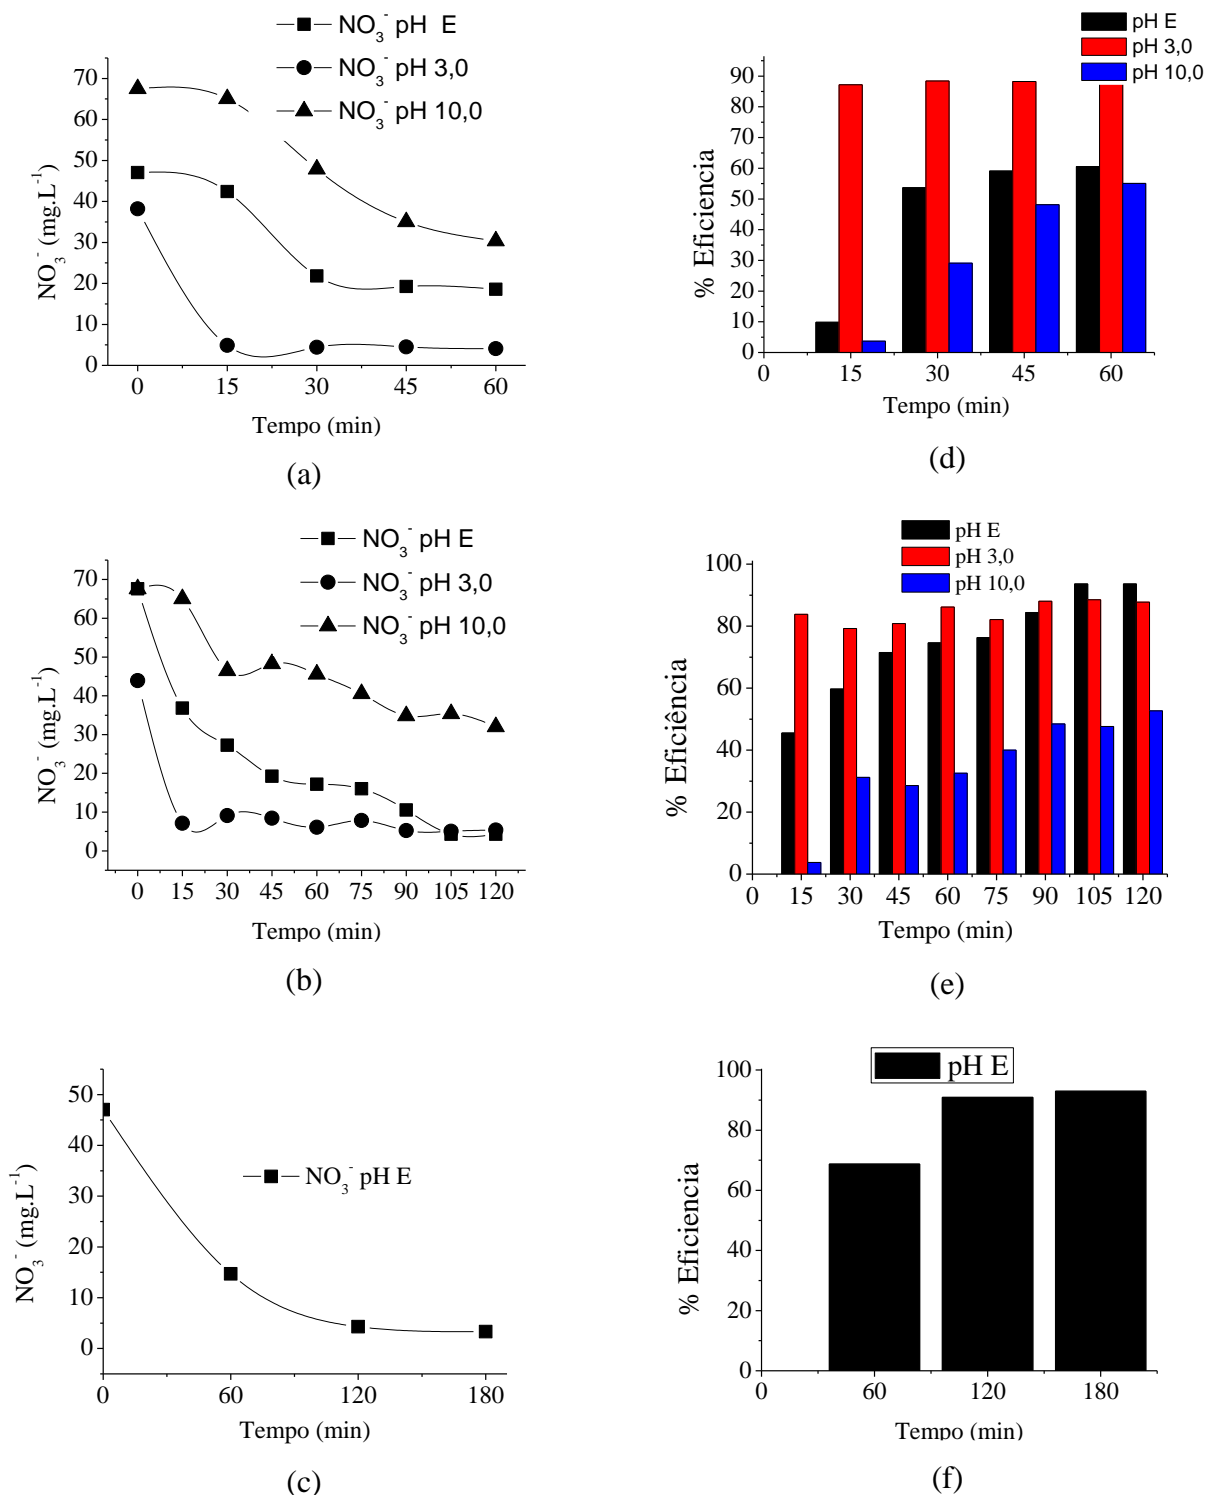 NO₃⁻ pH E
NO₃⁻ pH 3,0
NO₃⁻ pH 10,0
70
60
50
40
30
20
10
0
NO₃⁻ (mg.L⁻¹)
0 15 30 45 60
Tempo (min)
(a)
pH E
pH 3,0
pH 10,0
90
80
70
60
50
40
30
20
10
0
% Eficiencia
0 15 30 45 60
Tempo (min)
(d)
NO₃⁻ pH E
NO₃⁻ pH 3,0
NO₃⁻ pH 10,0
70
60
50
40
30
20
10
0
NO₃⁻ (mg.L⁻¹)
0 15 30 45 60 75 90 105 120
Tempo (min)
(b)
pH E
pH 3,0
pH 10,0
100
80
60
40
20
0
% Eficiência
0 15 30 45 60 75 90 105 120
Tempo (min)
(e)
50
40
30
20
10
0
NO₃⁻ (mg.L⁻¹)
NO₃⁻ pH E
0 60 120 180
Tempo (min)
(c)
pH E
100
80
60
40
20
0
% Eficiencia
0 60 120 180
Tempo (min)
(f)